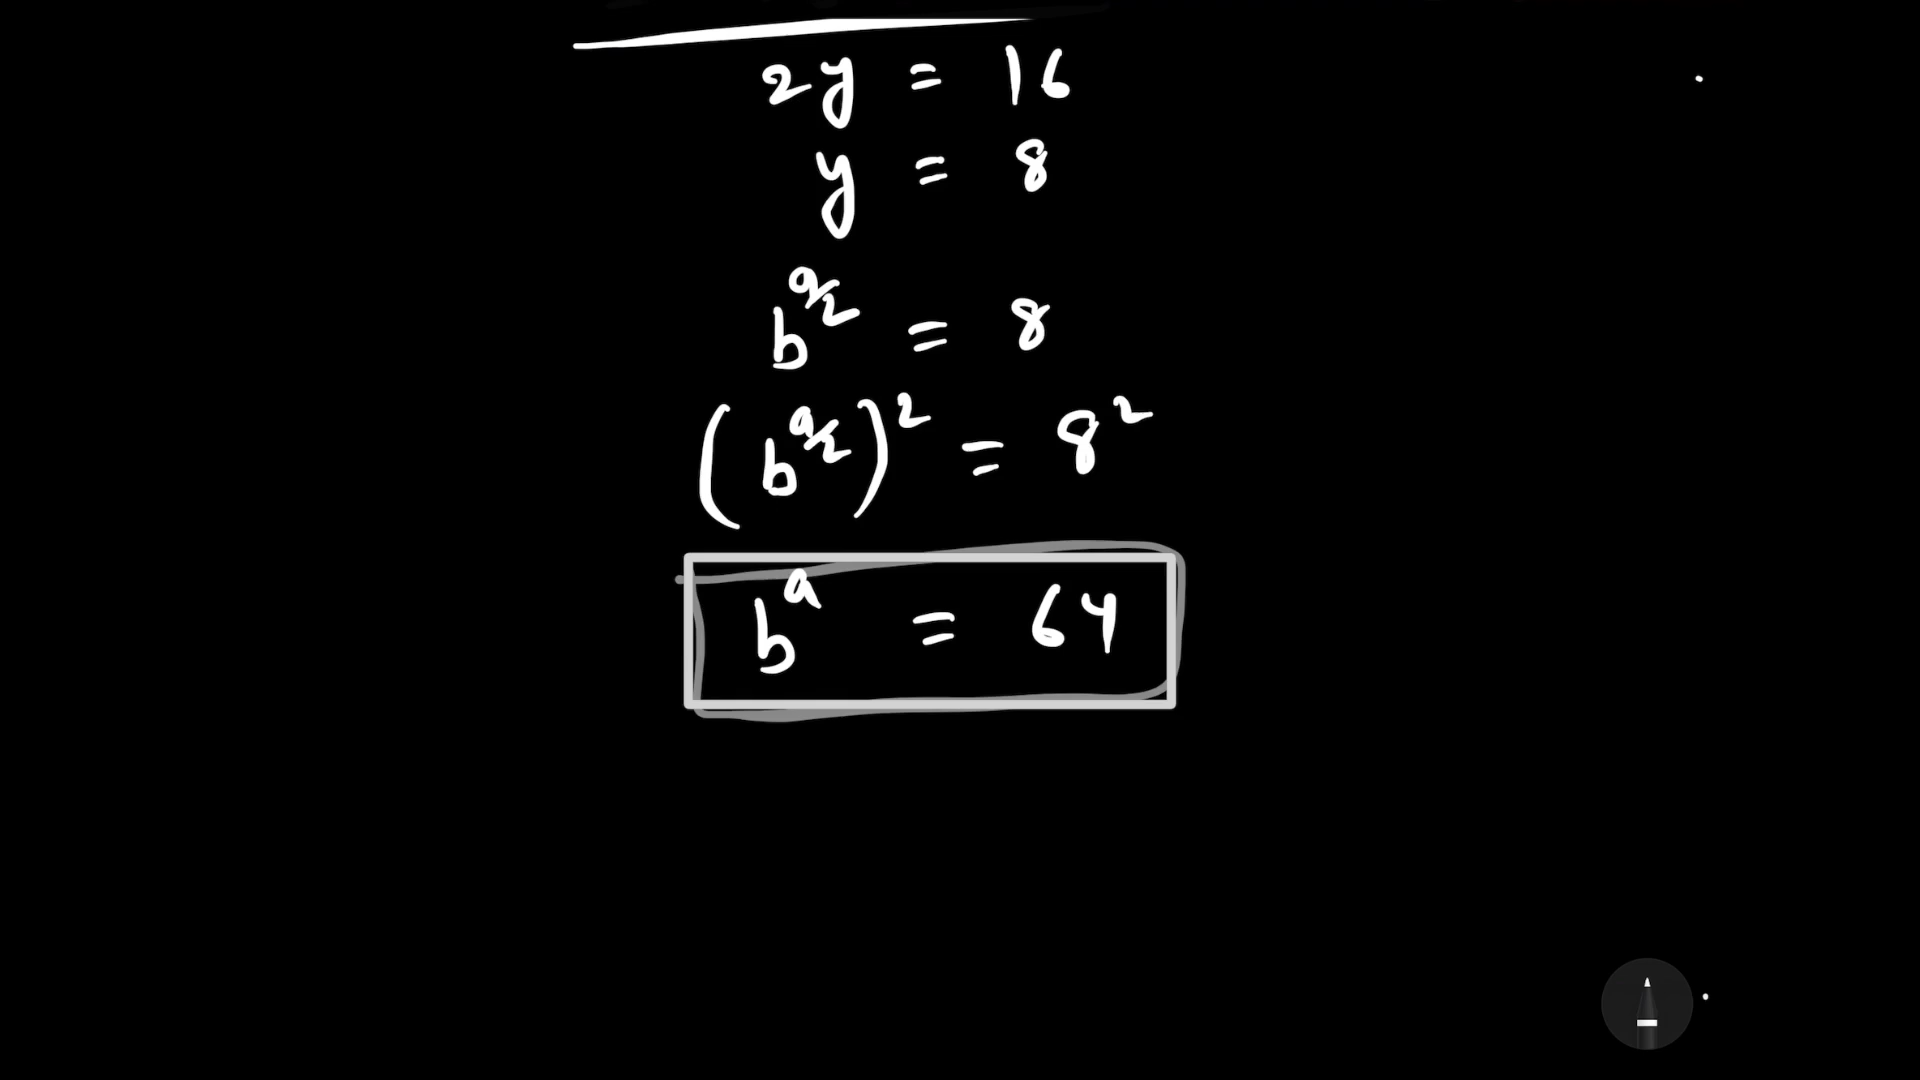 2y = 16
y = 8
b^(a/2) = 8
(b^(a/2))^2 = 8^2
b^a = 64